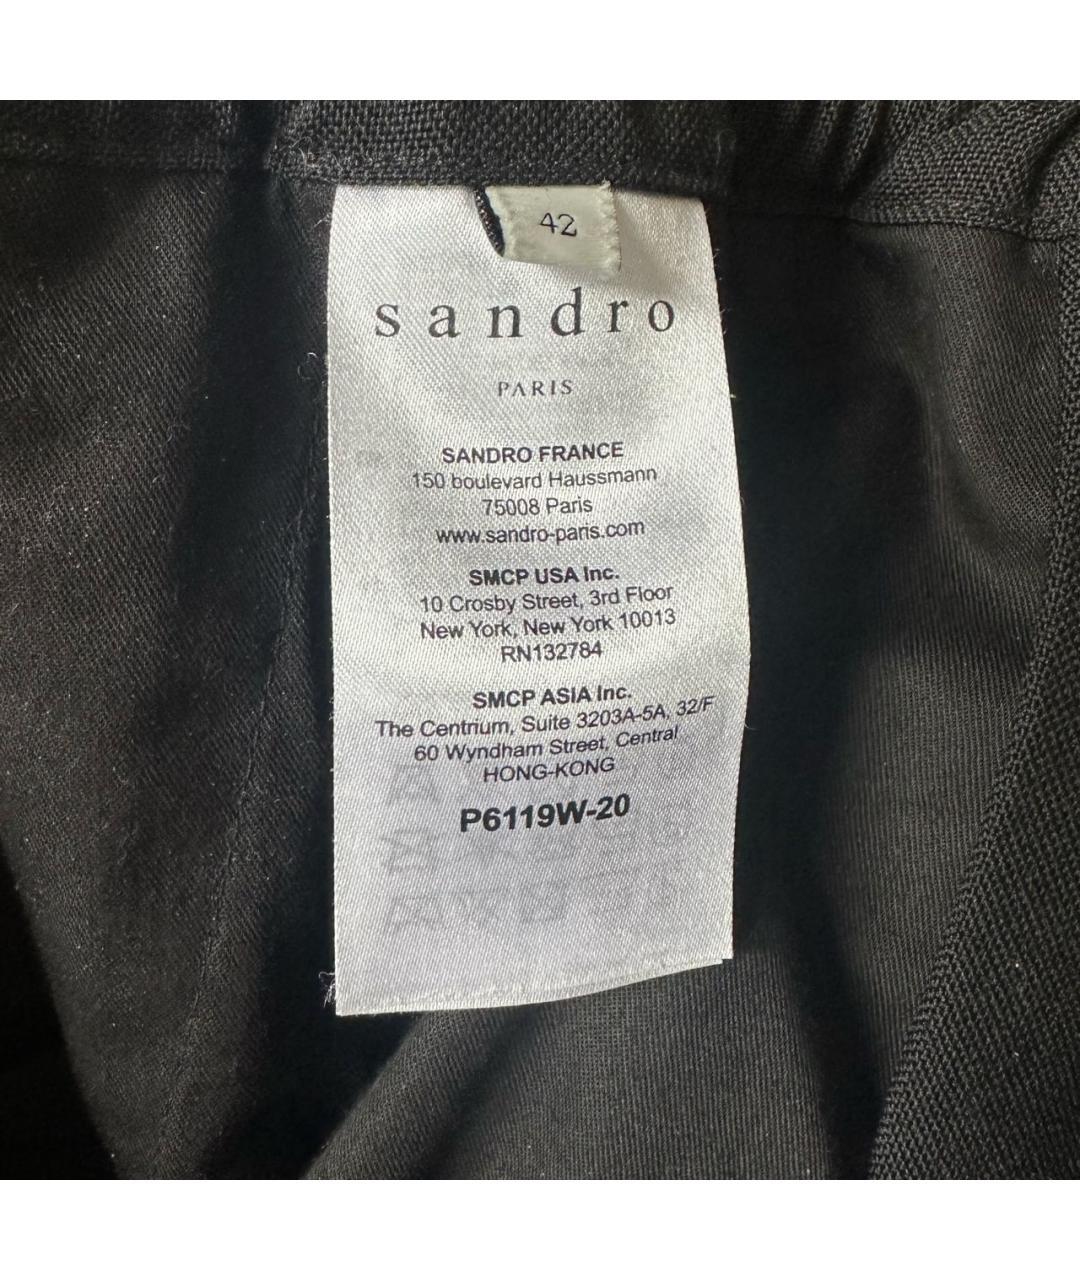 42
sandro
PARIS
SANDRO FRANCE
150 boulevard Haussmann
75008 Paris
www.sandro-paris.com
SMCP USA Inc.
10 Crosby Street, 3rd Floor
New York, New York 10013
RN132784
SMCP ASIA Inc.
The Centrium, Suite 3203A-5A, 32/F
60 Wyndham Street, Central
HONG-KONG
P6119W-20